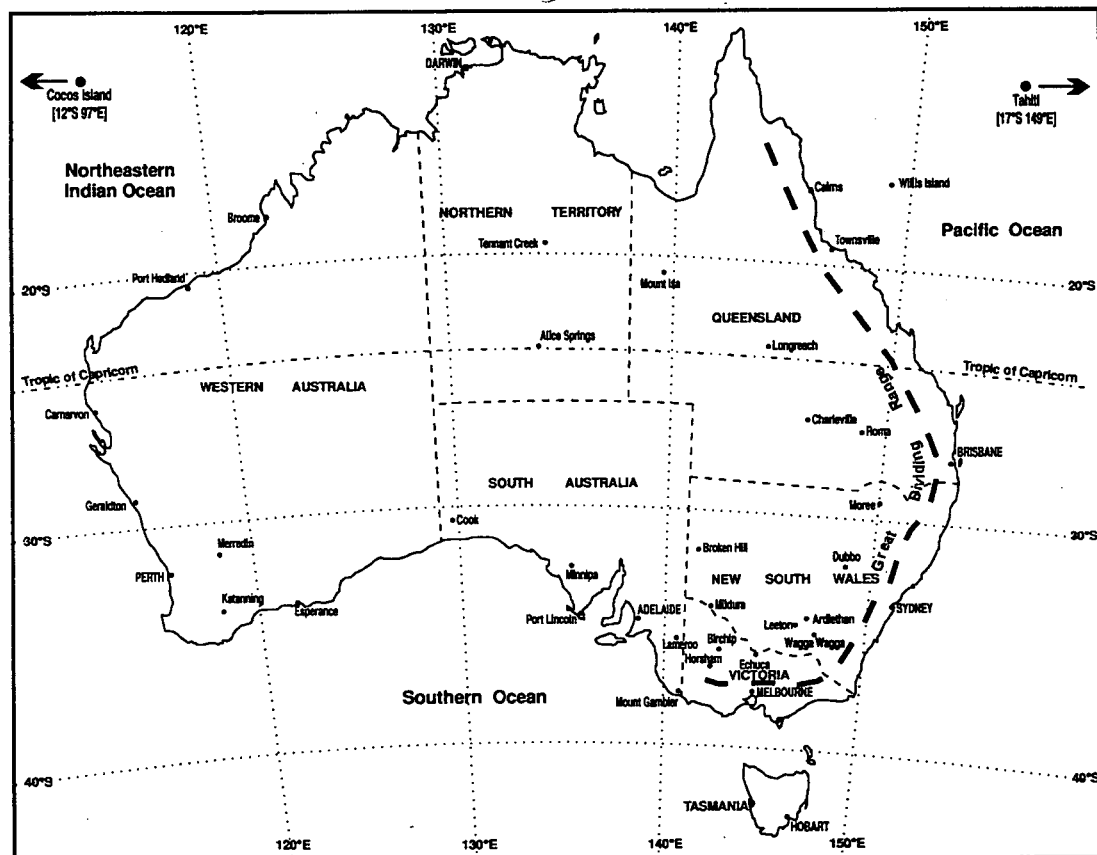 120°E
130°E
140°E
150°E
DARWIN
Cocos Island
[12°S 97°E]
Tahiti
[17°S 149°E]
Northeastern
Indian Ocean
Cairns
Willis Island
Broome
NORTHERN TERRITORY
Tennant Creek
Townsville
Pacific Ocean
Port Hedland
Mount Isa
20°S
20°S
QUEENSLAND
Alice Springs
Longreach
Tropic of Capricorn
Tropic of Capricorn
WESTERN AUSTRALIA
Carnarvon
Charleville
Roma
Great Dividing Range
BRISBANE
SOUTH AUSTRALIA
Geraldton
Moree
Cook
30°S
30°S
Merredin
Broken Hill
Dubbo
PERTH
Minnipa
NEW SOUTH WALES
Katanning
Esperance
Port Lincoln
ADELAIDE
Mildura
SYDNEY
Leeton
Ardlethan
Lameroo
Birchip
Wagga Wagga
Horsham
Echuca
VICTORIA
Southern Ocean
Mount Gambier
MELBOURNE
40°S
40°S
TASMANIA
HOBART
120°E
130°E
140°E
150°E